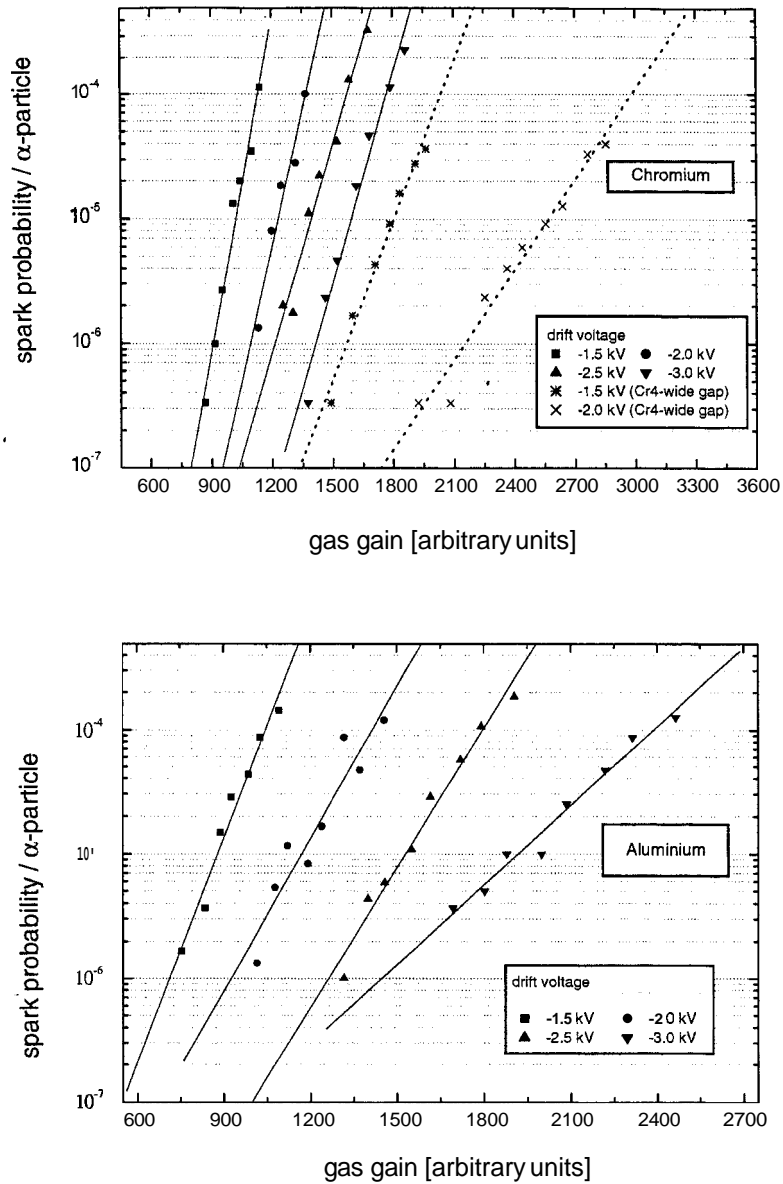 spark probability / α-particle
10⁻⁴
10⁻⁵
10⁻⁶
10⁻⁷
Chromium
drift voltage
-1.5 kV
-2.0 kV
-2.5 kV
-3.0 kV
-1.5 kV (Cr4-wide gap)
-2.0 kV (Cr4-wide gap)
600 900 1200 1500 1800 2100 2400 2700 3000 3300 3600
gas gain [arbitrary units]
spark probability / α-particle
10⁻⁴
10¹
10⁻⁶
10⁻⁷
Aluminium
drift voltage
-1.5 kV
-2.0 kV
-2.5 kV
-3.0 kV
600 900 1200 1500 1800 2100 2400 2700
gas gain [arbitrary units]